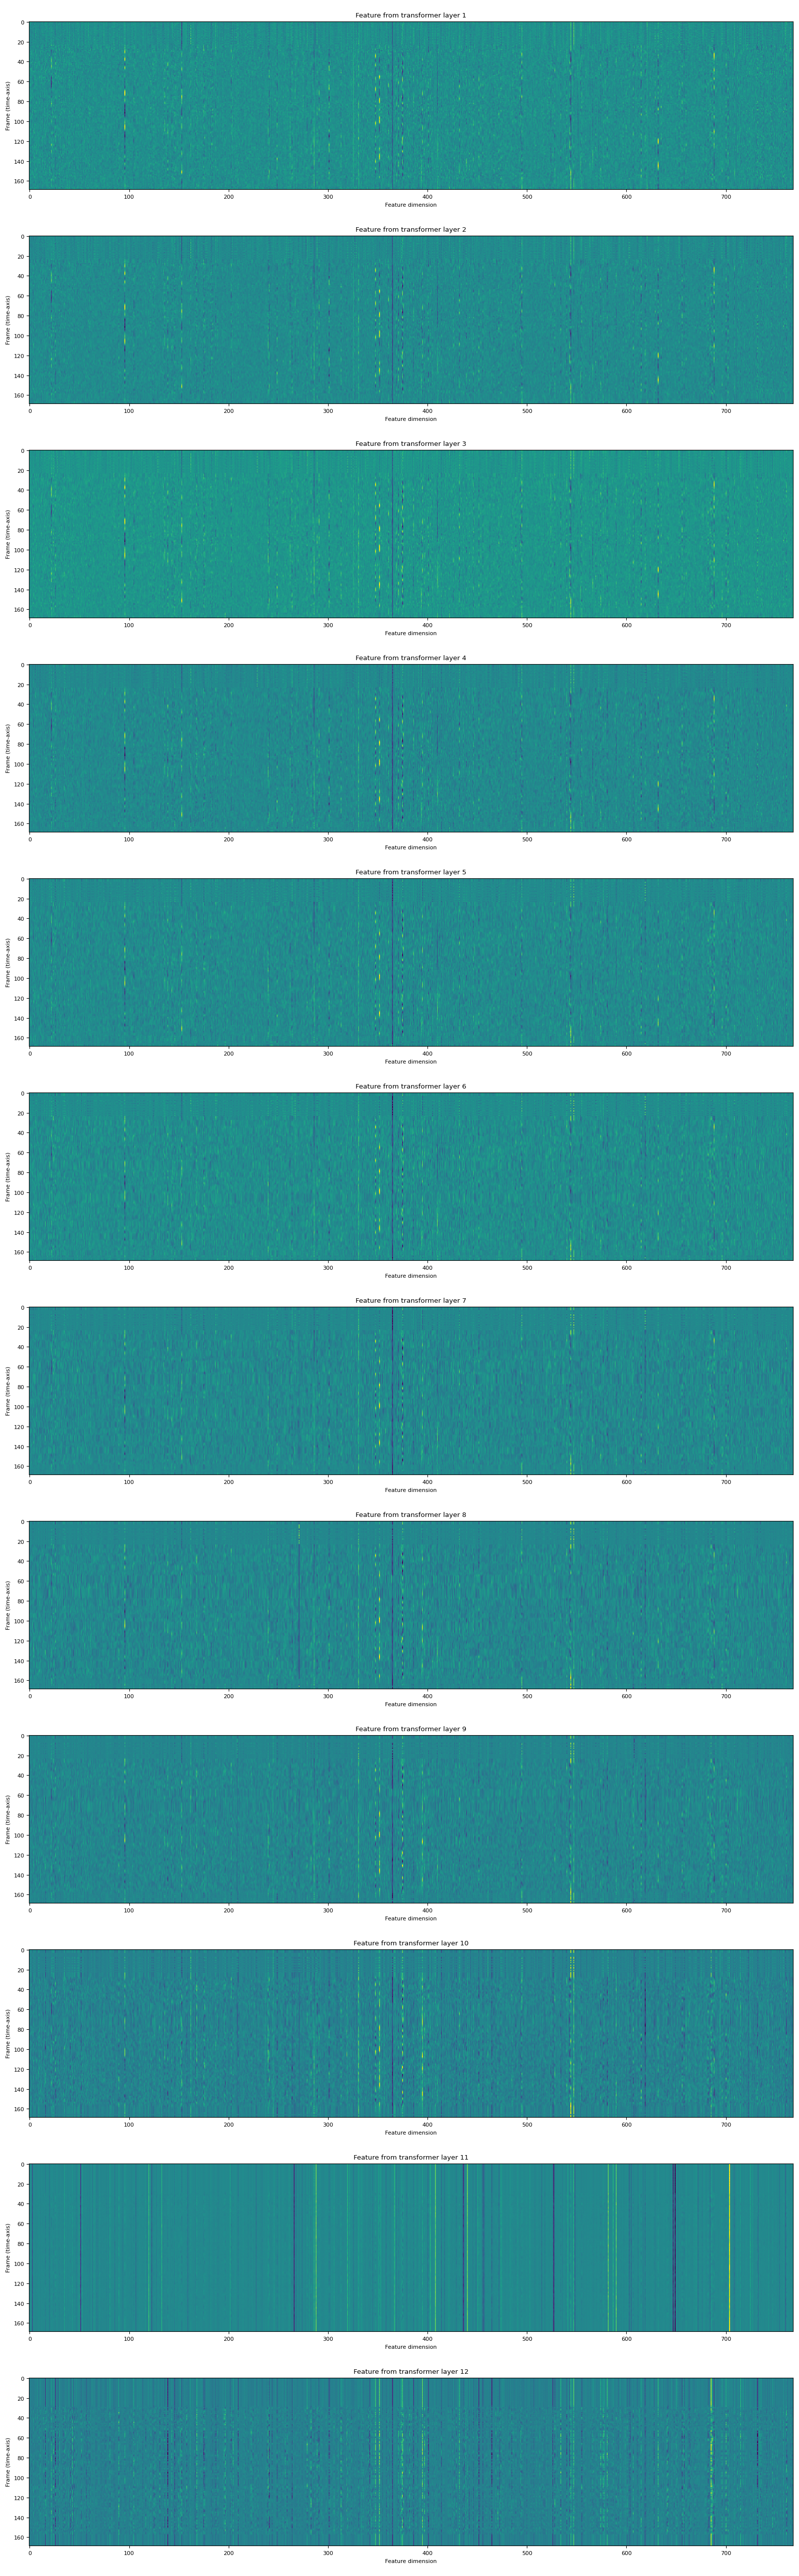 Feature from transformer layer 1
0
20
40
60
80
100
120
140
160
Frame (time-axis)
0 100 200 300 400 500 600 700
Feature dimension
Feature from transformer layer 2
0
20
40
60
80
100
120
140
160
Frame (time-axis)
0 100 200 300 400 500 600 700
Feature dimension
Feature from transformer layer 3
0
20
40
60
80
100
120
140
160
Frame (time-axis)
0 100 200 300 400 500 600 700
Feature dimension
Feature from transformer layer 4
0
20
40
60
80
100
120
140
160
Frame (time-axis)
0 100 200 300 400 500 600 700
Feature dimension
Feature from transformer layer 5
0
20
40
60
80
100
120
140
160
Frame (time-axis)
0 100 200 300 400 500 600 700
Feature dimension
Feature from transformer layer 6
0
20
40
60
80
100
120
140
160
Frame (time-axis)
0 100 200 300 400 500 600 700
Feature dimension
Feature from transformer layer 7
0
20
40
60
80
100
120
140
160
Frame (time-axis)
0 100 200 300 400 500 600 700
Feature dimension
Feature from transformer layer 8
0
20
40
60
80
100
120
140
160
Frame (time-axis)
0 100 200 300 400 500 600 700
Feature dimension
Feature from transformer layer 9
0
20
40
60
80
100
120
140
160
Frame (time-axis)
0 100 200 300 400 500 600 700
Feature dimension
Feature from transformer layer 10
0
20
40
60
80
100
120
140
160
Frame (time-axis)
0 100 200 300 400 500 600 700
Feature dimension
Feature from transformer layer 11
0
20
40
60
80
100
120
140
160
Frame (time-axis)
0 100 200 300 400 500 600 700
Feature dimension
Feature from transformer layer 12
0
20
40
60
80
100
120
140
160
Frame (time-axis)
0 100 200 300 400 500 600 700
Feature dimension